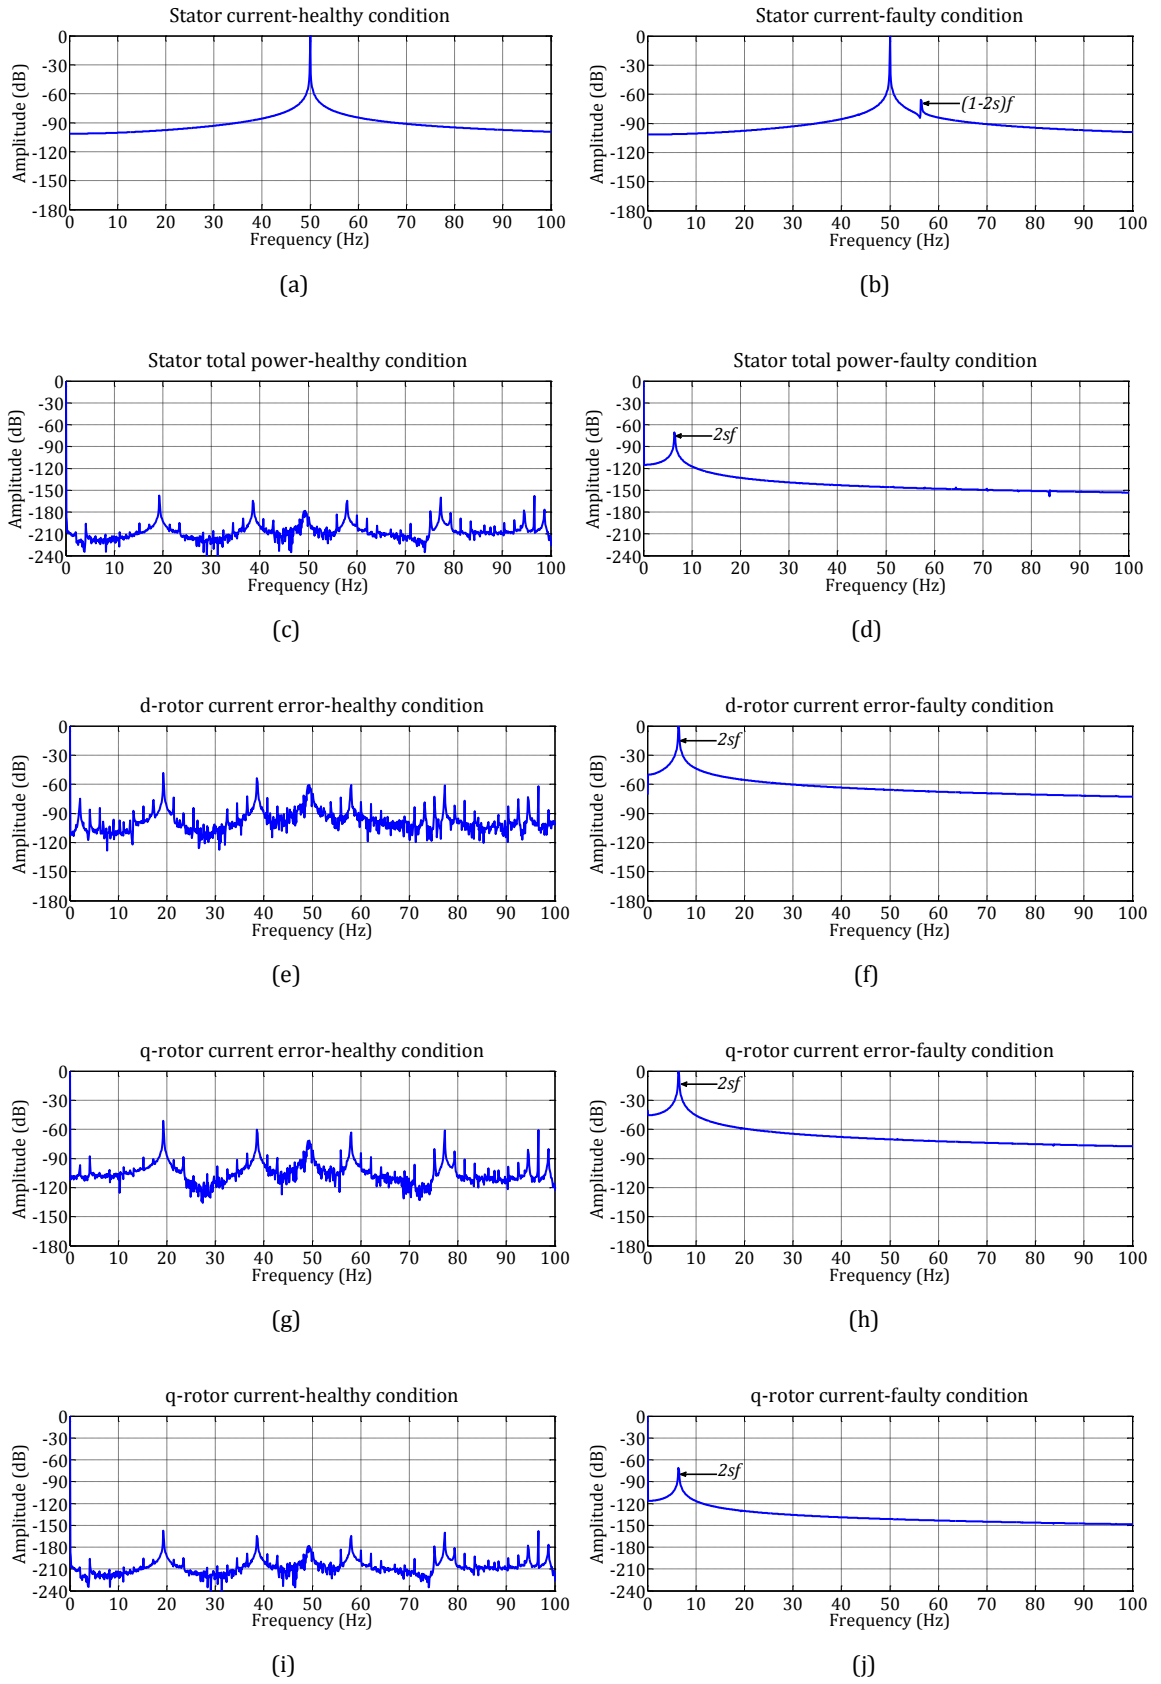 Stator current-healthy condition
Amplitude (dB)
0
-30
-60
-90
-120
-150
-180
0 10 20 30 40 50 60 70 80 90 100
Frequency (Hz)
(a)
Stator current-faulty condition
Amplitude (dB)
0
-30
-60
-90
-120
-150
-180
(1-2s)f
0 10 20 30 40 50 60 70 80 90 100
Frequency (Hz)
(b)
Stator total power-healthy condition
Amplitude (dB)
0
-30
-60
-90
-120
-150
-180
-210
-240
0 10 20 30 40 50 60 70 80 90 100
Frequency (Hz)
(c)
Stator total power-faulty condition
Amplitude (dB)
0
-30
-60
-90
-120
-150
-180
-210
-240
2sf
0 10 20 30 40 50 60 70 80 90 100
Frequency (Hz)
(d)
d-rotor current error-healthy condition
Amplitude (dB)
0
-30
-60
-90
-120
-150
-180
0 10 20 30 40 50 60 70 80 90 100
Frequency (Hz)
(e)
d-rotor current error-faulty condition
Amplitude (dB)
0
-30
-60
-90
-120
-150
-180
2sf
0 10 20 30 40 50 60 70 80 90 100
Frequency (Hz)
(f)
q-rotor current error-healthy condition
Amplitude (dB)
0
-30
-60
-90
-120
-150
-180
0 10 20 30 40 50 60 70 80 90 100
Frequency (Hz)
(g)
q-rotor current error-faulty condition
Amplitude (dB)
0
-30
-60
-90
-120
-150
-180
2sf
0 10 20 30 40 50 60 70 80 90 100
Frequency (Hz)
(h)
q-rotor current-healthy condition
Amplitude (dB)
0
-30
-60
-90
-120
-150
-180
-210
-240
0 10 20 30 40 50 60 70 80 90 100
Frequency (Hz)
(i)
q-rotor current-faulty condition
Amplitude (dB)
0
-30
-60
-90
-120
-150
-180
-210
-240
2sf
0 10 20 30 40 50 60 70 80 90 100
Frequency (Hz)
(j)